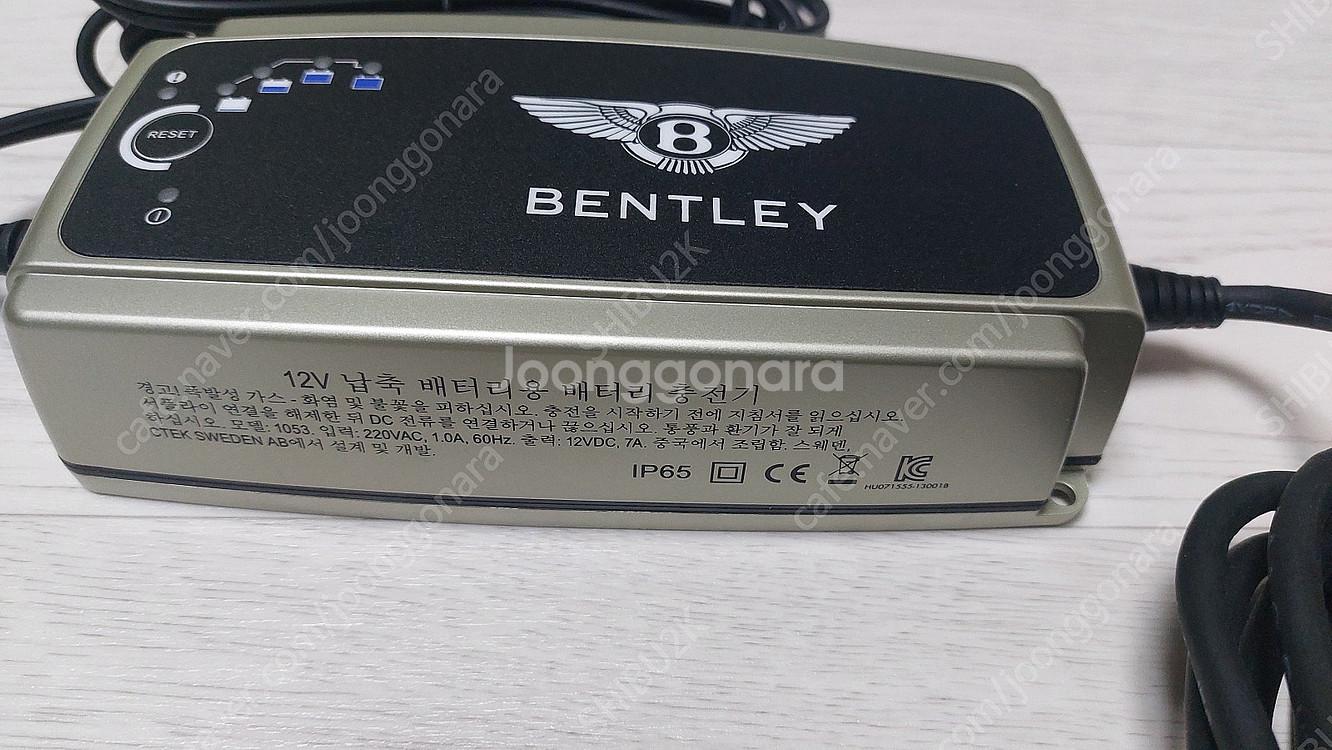 RESET
B
BENTLEY
12V 납축 배터리용 배터리 충전기
경고! 폭발성 가스 - 화염 및 불꽃을 피하십시오. 충전을 시작하기 전에 지침서를 읽으십시오.
서플라이 연결을 해제한 뒤 DC 전류를 연결하거나 끊으십시오. 통풍과 환기가 잘 되게
하십시오. 모델: 1053. 입력: 220VAC, 1.0A, 60Hz. 출력: 12VDC, 7A. 중국에서 조립함. 스웨덴,
CTEK SWEDEN AB에서 설계 및 개발.
IP65 CE
HU071555-13001B
Joonggonara
cafe.naver.com/joonggonara
SHIBU2K